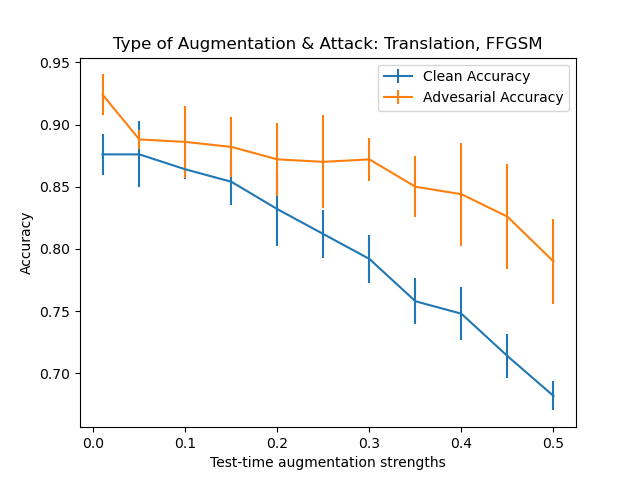 Type of Augmentation & Attack: Translation, FFGSM
Clean Accuracy
Advesarial Accuracy
Accuracy
0.95
0.90
0.85
0.80
0.75
0.70
0.0 0.1 0.2 0.3 0.4 0.5
Test-time augmentation strengths